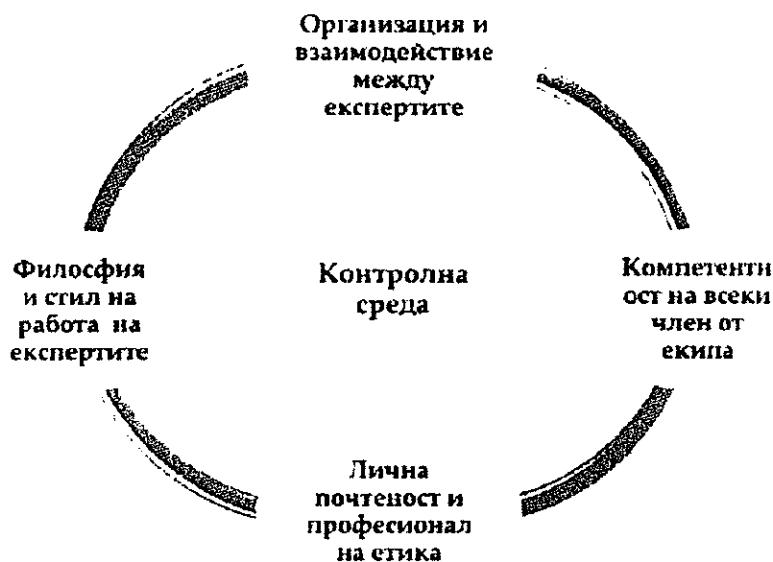 Организация и
взаимодействие
между
експертите
Филосфия
и стил на
работа на
експертите
Контролна
среда
Компетентн
ост на всеки
член от
екипа
Лична
почтеност и
професионал
на етика